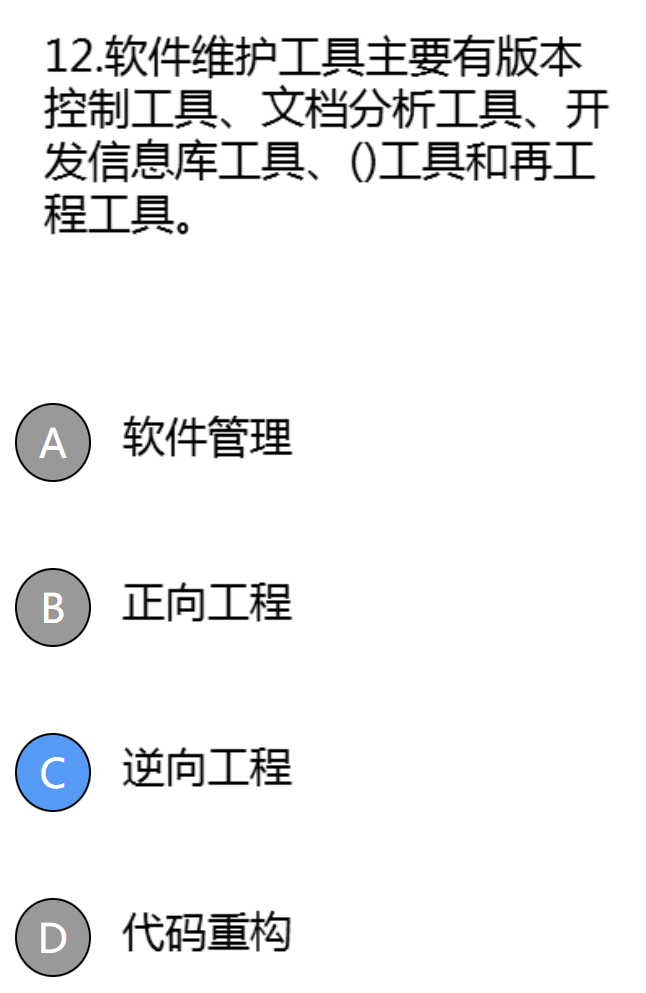 12.软件维护工具主要有版本
控制工具、文档分析工具、开
发信息库工具、()工具和再工
程工具。
A 软件管理
B 正向工程
C 逆向工程
D 代码重构